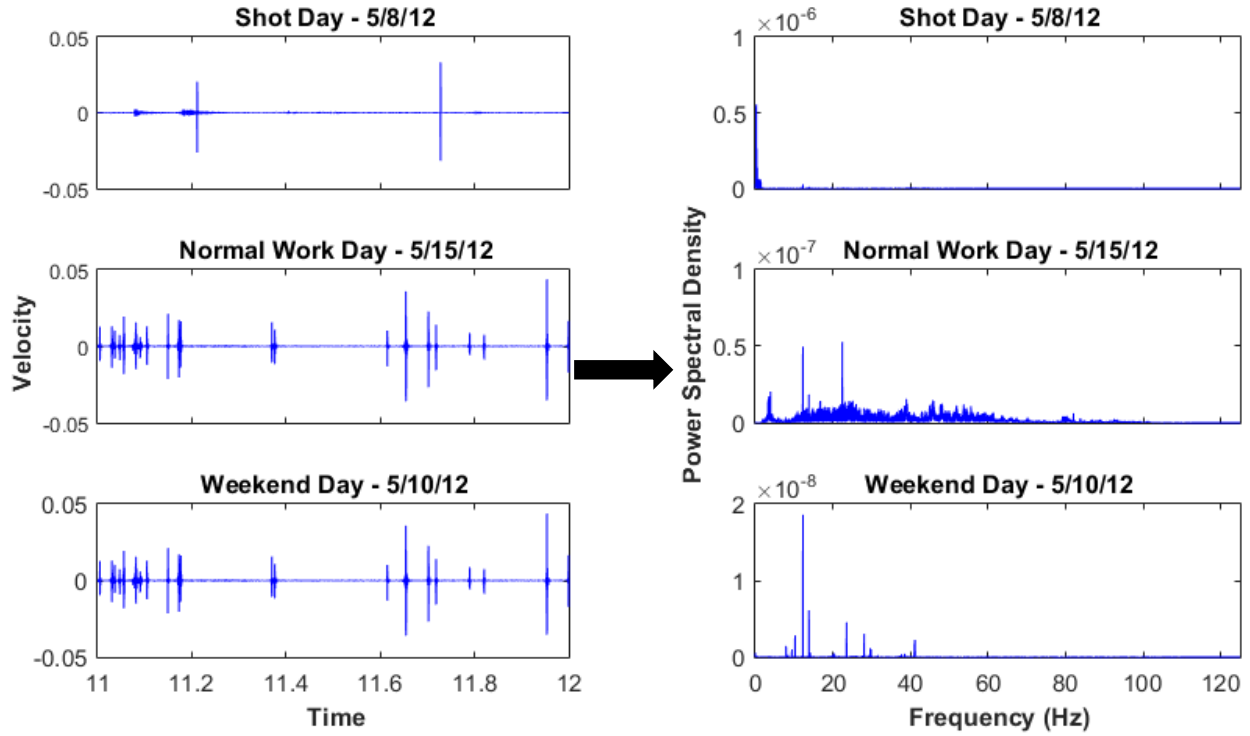 Shot Day - 5/8/12
0.05
0
-0.05
Normal Work Day - 5/15/12
0.05
0
-0.05
Weekend Day - 5/10/12
0.05
0
-0.05
11 11.2 11.4 11.6 11.8 12
Time
Velocity
Shot Day - 5/8/12
×10-6
1
0.5
0
Normal Work Day - 5/15/12
×10-7
1
0.5
0
Weekend Day - 5/10/12
×10-8
2
1
0
0 20 40 60 80 100 120
Frequency (Hz)
Power Spectral Density